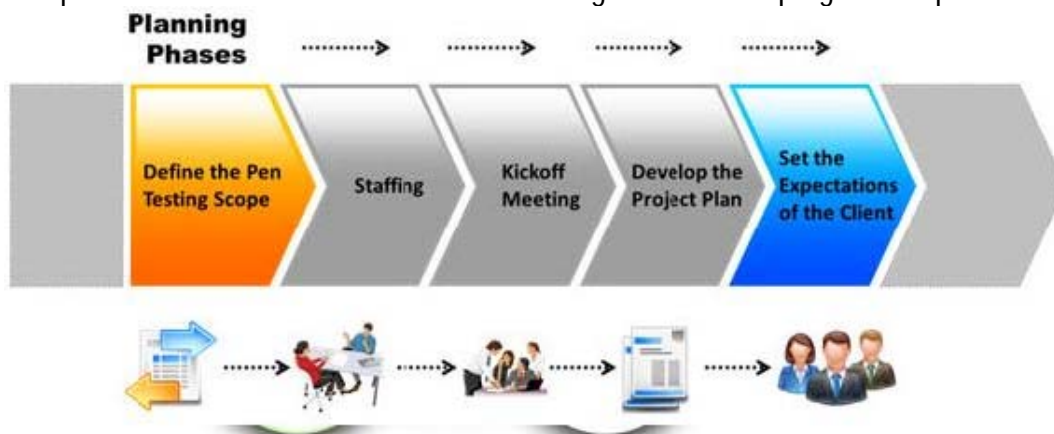 Planning
Phases
Define the Pen
Testing Scope
Staffing
Kickoff
Meeting
Develop the
Project Plan
Set the
Expectations
of the Client